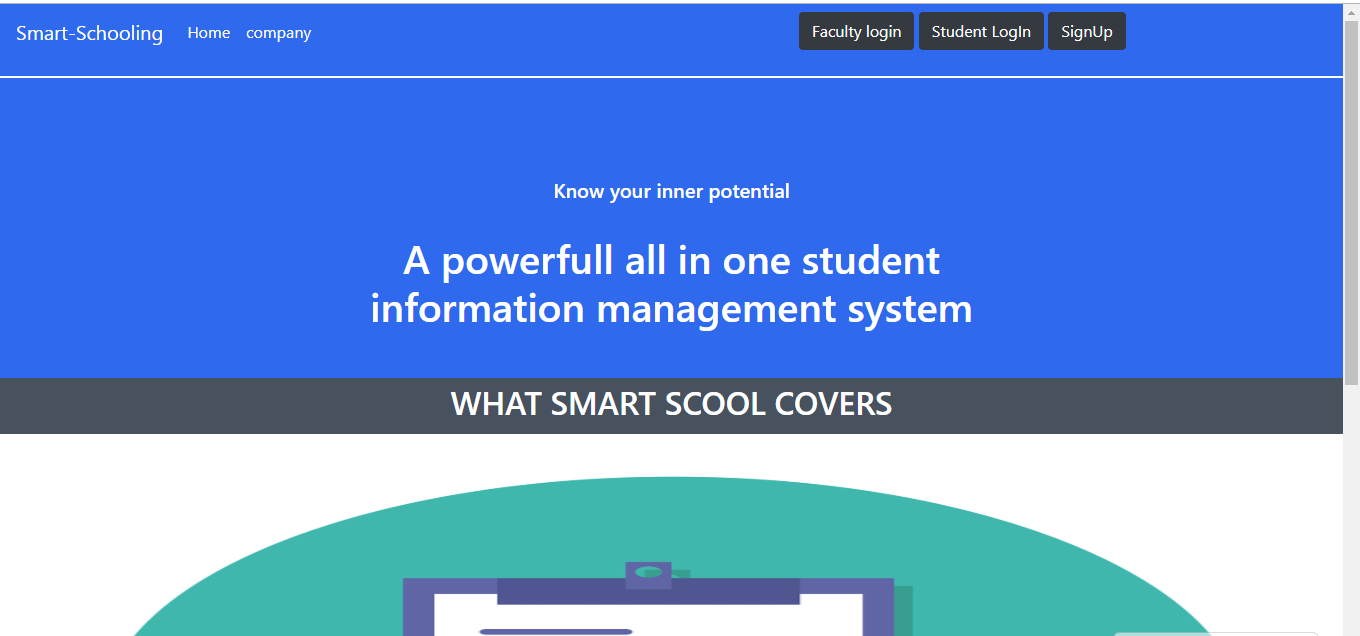 Smart-Schooling Home company Faculty login Student LogIn SignUp
Know your inner potential
A powerfull all in one student
information management system
WHAT SMART SCOOL COVERS